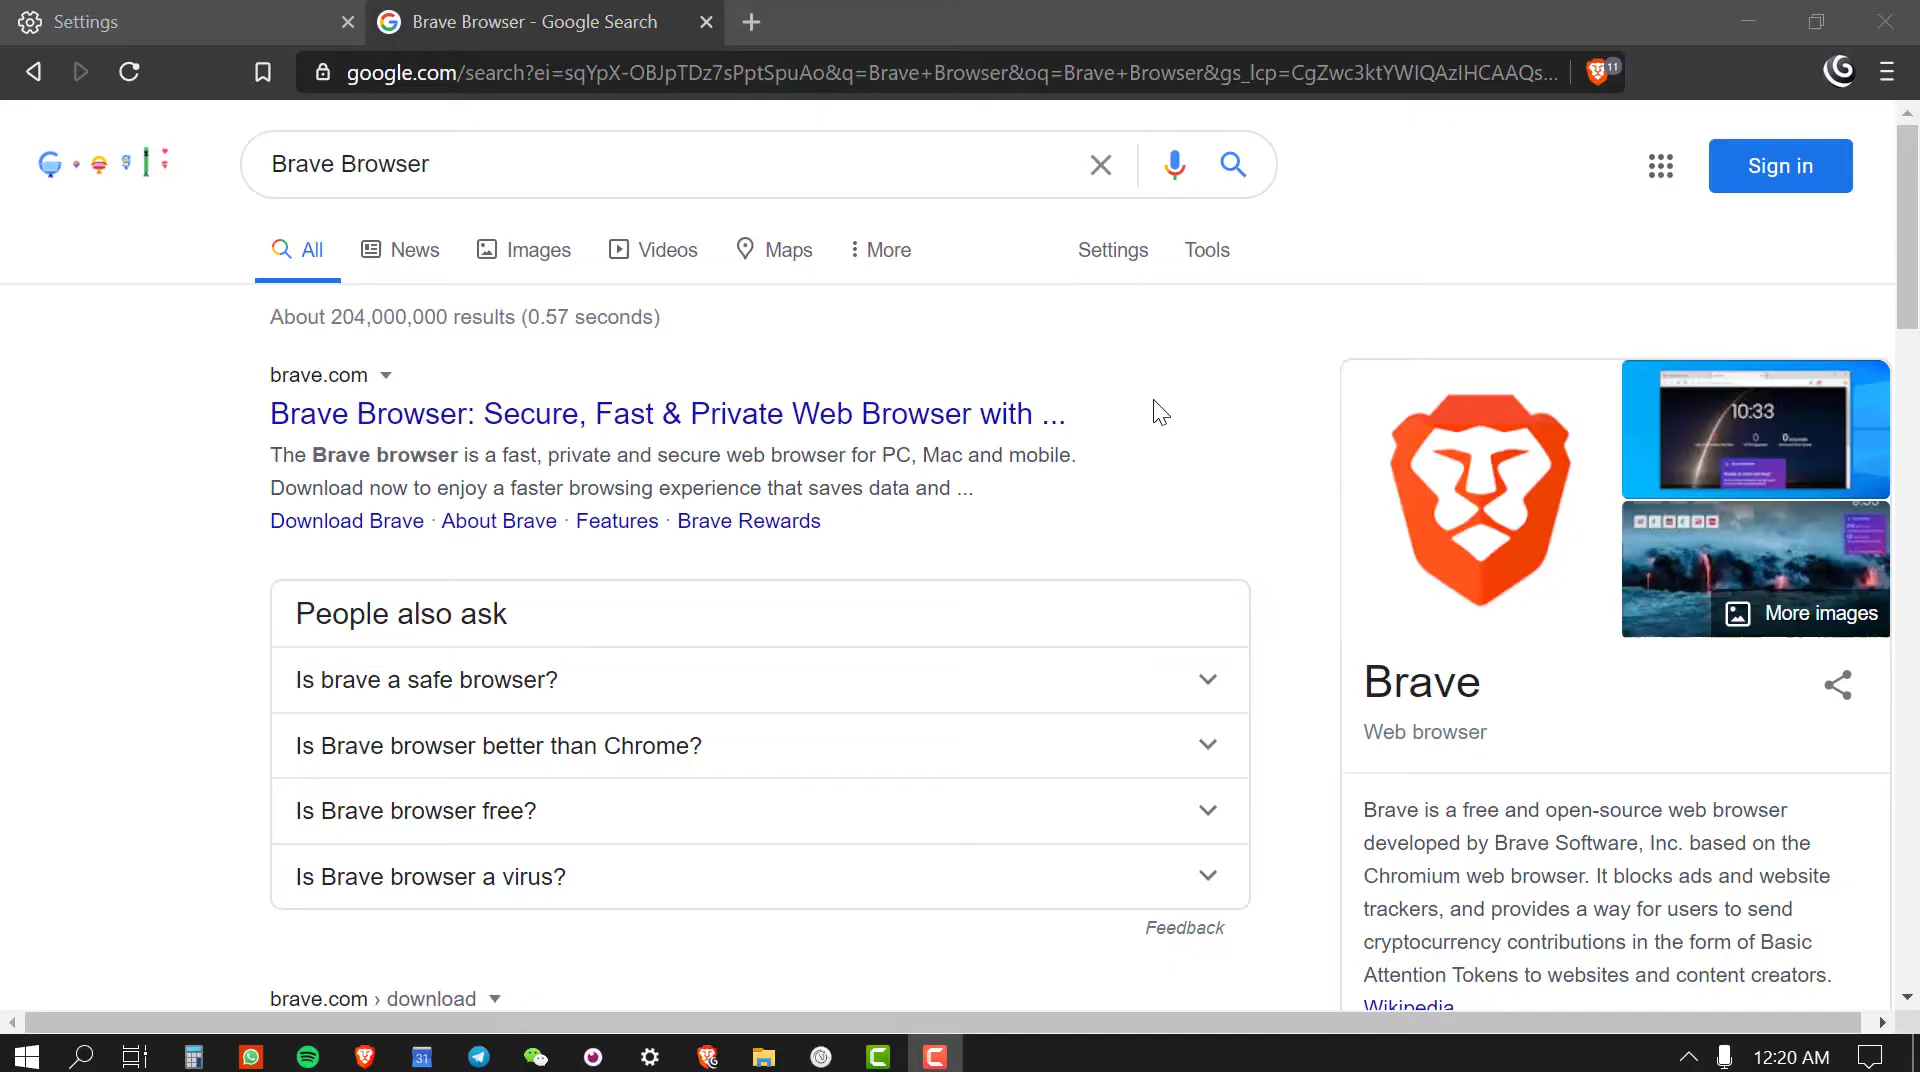 Settings
Brave Browser - Google Search
google.com/search?ei=sqYpX-OBJpTDz7sPptSpuAo&q=Brave+Browser&oq=Brave+Browser&gs_lcp=CgZwc3ktYWIQAzIHCAAQs...
11
Brave Browser
Sign in
All
News
Images
Videos
Maps
More
Settings
Tools
About 204,000,000 results (0.57 seconds)
brave.com
Brave Browser: Secure, Fast & Private Web Browser with ...
The Brave browser is a fast, private and secure web browser for PC, Mac and mobile.
Download now to enjoy a faster browsing experience that saves data and ...
Download Brave · About Brave · Features · Brave Rewards
People also ask
Is brave a safe browser?
Is Brave browser better than Chrome?
Is Brave browser free?
Is Brave browser a virus?
Feedback
brave.com › download
10:33
More images
Brave
Web browser
Brave is a free and open-source web browser
developed by Brave Software, Inc. based on the
Chromium web browser. It blocks ads and website
trackers, and provides a way for users to send
cryptocurrency contributions in the form of Basic
Attention Tokens to websites and content creators.
Wikipedia
31
12:20 AM